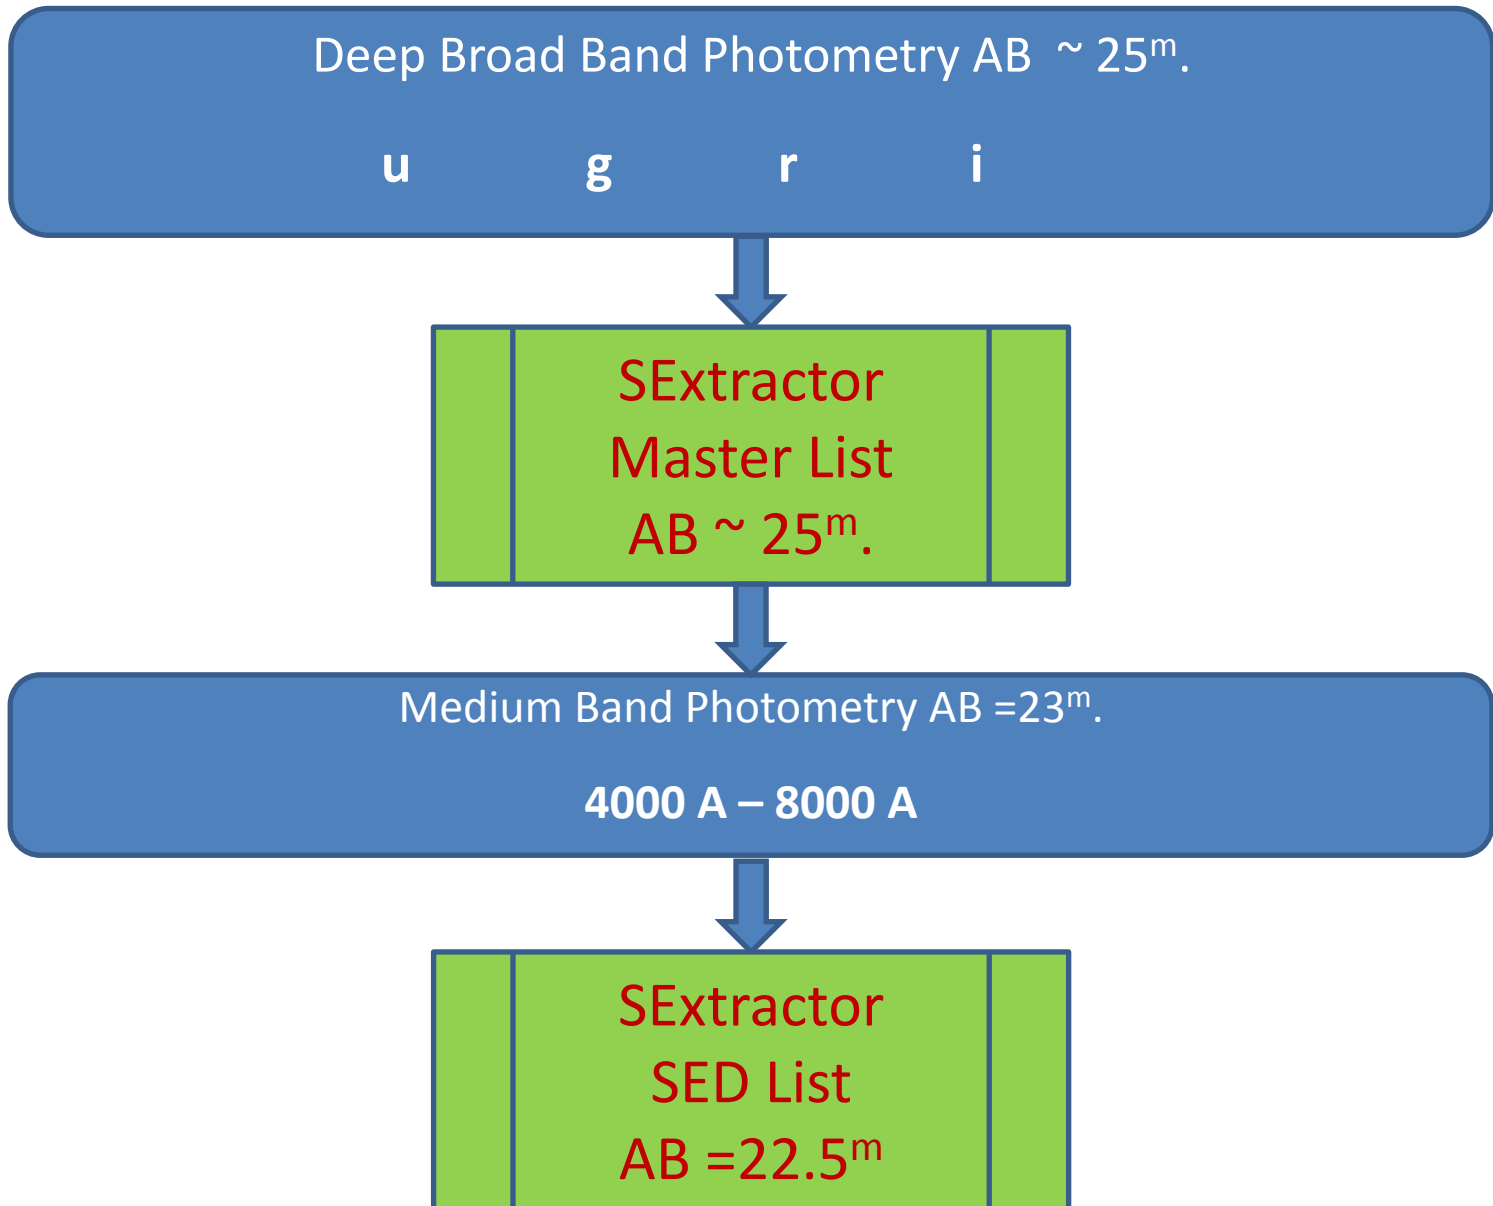 Deep Broad Band Photometry AB ~ 25ᵐ.
u g r i
SExtractor
Master List
AB ~ 25ᵐ.
Medium Band Photometry AB =23ᵐ.
4000 A – 8000 A
SExtractor
SED List
AB =22.5ᵐ